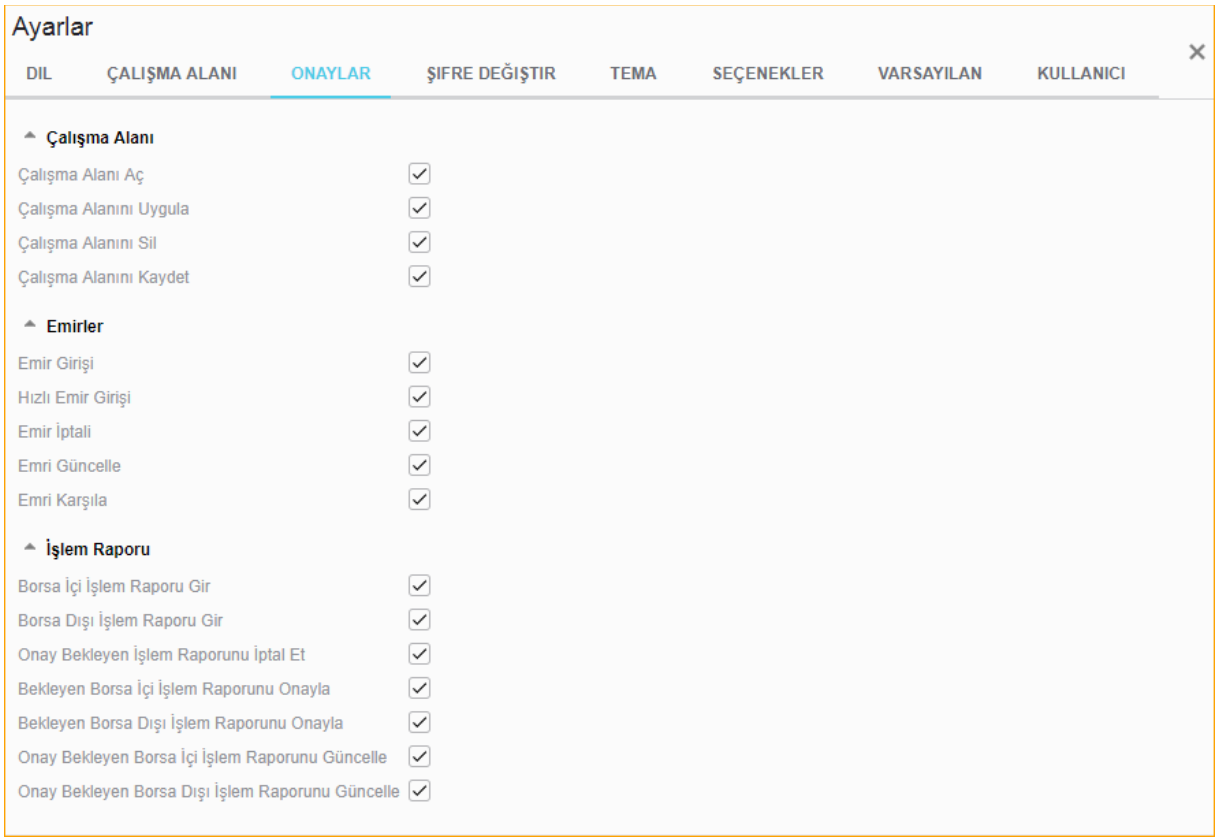 Ayarlar
DIL ÇALIŞMA ALANI ONAYLAR ŞIFRE DEĞIŞTIR TEMA SEÇENEKLER VARSAYILAN KULLANICI
Çalışma Alanı
Çalışma Alanı Aç
Çalışma Alanını Uygula
Çalışma Alanını Sil
Çalışma Alanını Kaydet
Emirler
Emir Girişi
Hızlı Emir Girişi
Emir İptali
Emri Güncelle
Emri Karşıla
İşlem Raporu
Borsa İçi İşlem Raporu Gir
Borsa Dışı İşlem Raporu Gir
Onay Bekleyen İşlem Raporunu İptal Et
Bekleyen Borsa İçi İşlem Raporunu Onayla
Bekleyen Borsa Dışı İşlem Raporunu Onayla
Onay Bekleyen Borsa İçi İşlem Raporunu Güncelle
Onay Bekleyen Borsa Dışı İşlem Raporunu Güncelle